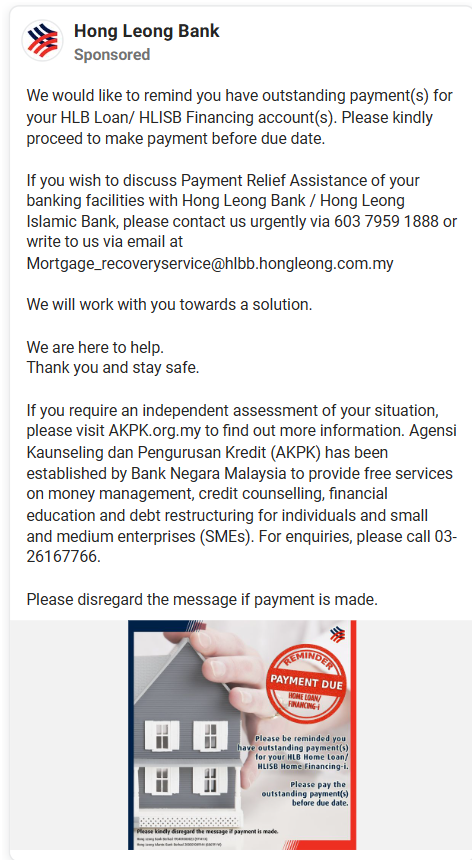 Hong Leong Bank
Sponsored
We would like to remind you have outstanding payment(s) for
your HLB Loan/ HLISB Financing account(s). Please kindly
proceed to make payment before due date.
If you wish to discuss Payment Relief Assistance of your
banking facilities with Hong Leong Bank / Hong Leong
Islamic Bank, please contact us urgently via 603 7959 1888 or
write to us via email at
Mortgage_recoveryservice@hlbb.hongleong.com.my
We will work with you towards a solution.
We are here to help.
Thank you and stay safe.
If you require an independent assessment of your situation,
please visit AKPK.org.my to find out more information. Agensi
Kaunseling dan Pengurusan Kredit (AKPK) has been
established by Bank Negara Malaysia to provide free services
on money management, credit counselling, financial
education and debt restructuring for individuals and small
and medium enterprises (SMEs). For enquiries, please call 03-
26167766.
Please disregard the message if payment is made.
REMINDER
PAYMENT DUE
HOME LOAN/
FINANCING-i
Please be reminded you
have outstanding payment(s)
for your HLB Home Loan/
HLISB Home Financing-i.
Please pay the
outstanding payment(s)
before due date.
Please kindly disregard the message if payment is made.